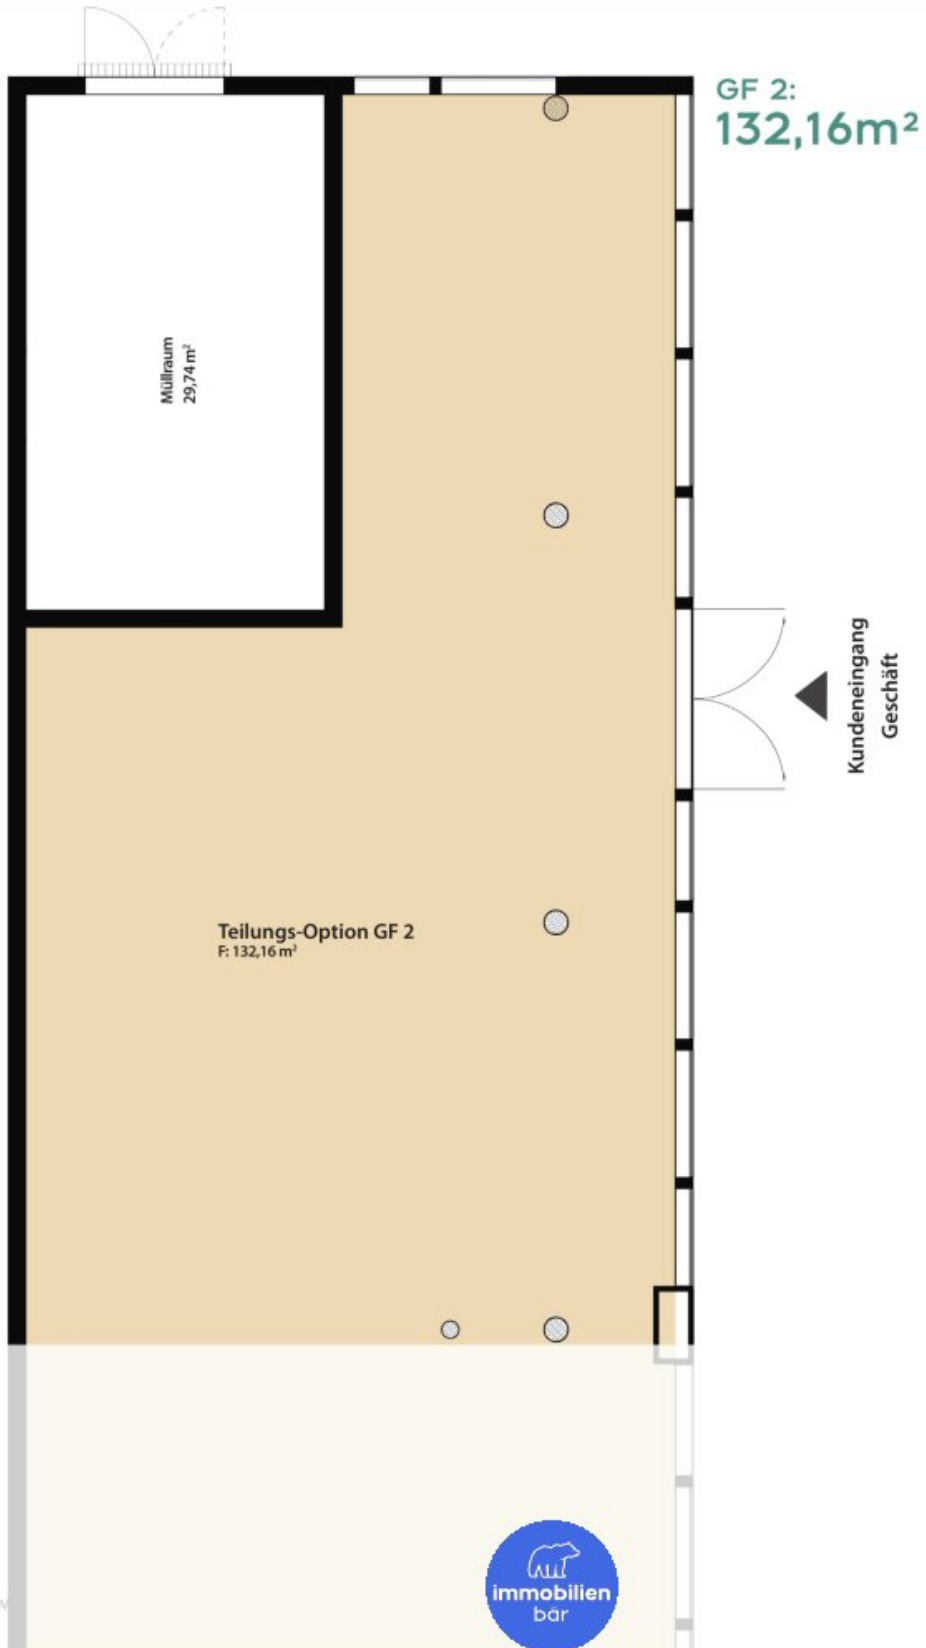 GF 2:
132,16m²
Müllraum
29,74 m²
Kundeneingang
Geschäft
Teilungs-Option GF 2
F: 132,16 m²
immobilien
bär